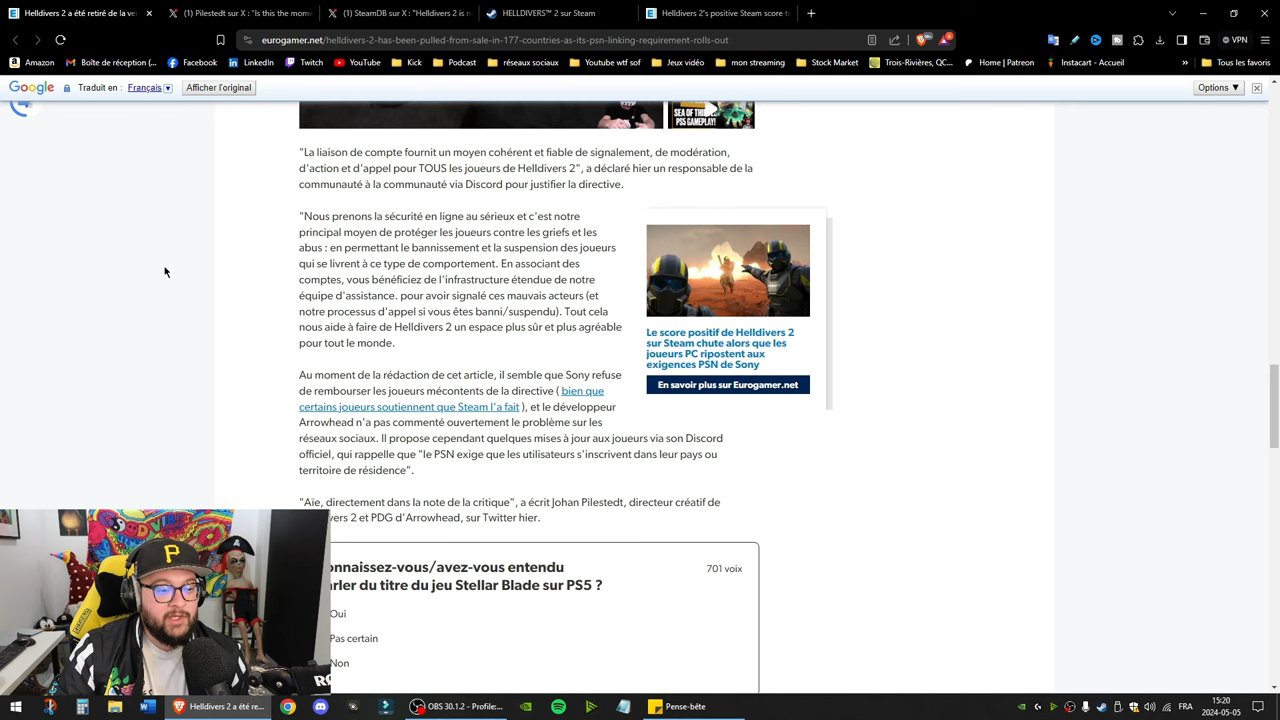 Helldivers 2 a été retiré de la ver
(1) Pilestedt sur X : "Is this the mome
(1) SteamDB sur X : "Helldivers 2 is n
HELLDIVERS™ 2 sur Steam
Helldivers 2's positive Steam score t
eurogamer.net/helldivers-2-has-been-pulled-from-sale-in-177-countries-as-its-psn-linking-requirement-rolls-out
VPN
Amazon
Boîte de réception (...
Facebook
LinkedIn
Twitch
YouTube
Kick
Podcast
réseaux sociaux
Youtube wtf sof
Jeux vidéo
mon streaming
Stock Market
Trois-Rivières, QC...
Home | Patreon
Instacart - Accueil
Tous les favoris
Google
Traduit en :
Français
Afficher l'original
Options ▼
PS5 GAMEPLAY!
"La liaison de compte fournit un moyen cohérent et fiable de signalement, de modération,
d'action et d'appel pour TOUS les joueurs de Helldivers 2", a déclaré hier un responsable de la
communauté à la communauté via Discord pour justifier la directive.
"Nous prenons la sécurité en ligne au sérieux et c'est notre
principal moyen de protéger les joueurs contre les griefs et les
abus : en permettant le bannissement et la suspension des joueurs
qui se livrent à ce type de comportement. En associant des
comptes, vous bénéficiez de l'infrastructure étendue de notre
équipe d'assistance. pour avoir signalé ces mauvais acteurs (et
notre processus d'appel si vous êtes banni/suspendu). Tout cela
nous aide à faire de Helldivers 2 un espace plus sûr et plus agréable
pour tout le monde.
Le score positif de Helldivers 2
sur Steam chute alors que les
joueurs PC ripostent aux
exigences PSN de Sony
En savoir plus sur Eurogamer.net
Au moment de la rédaction de cet article, il semble que Sony refuse
de rembourser les joueurs mécontents de la directive ( bien que
certains joueurs soutiennent que Steam l'a fait ), et le développeur
Arrowhead n'a pas commenté ouvertement le problème sur les
réseaux sociaux. Il propose cependant quelques mises à jour aux joueurs via son Discord
officiel, qui rappelle que "le PSN exige que les utilisateurs s'inscrivent dans leur pays ou
territoire de résidence".
"Aïe, directement dans la note de la critique", a écrit Johan Pilestedt, directeur créatif de
vers 2 et PDG d'Arrowhead, sur Twitter hier.
onnaissez-vous/avez-vous entendu
rler du titre du jeu Stellar Blade sur PS5 ?
701 voix
Oui
Pas certain
Non
GOOD VIBES
P
Helldivers 2 a été re...
OBS 30.1.2 - Profile:...
Pense-bête
FRA
15:20
2024-05-05